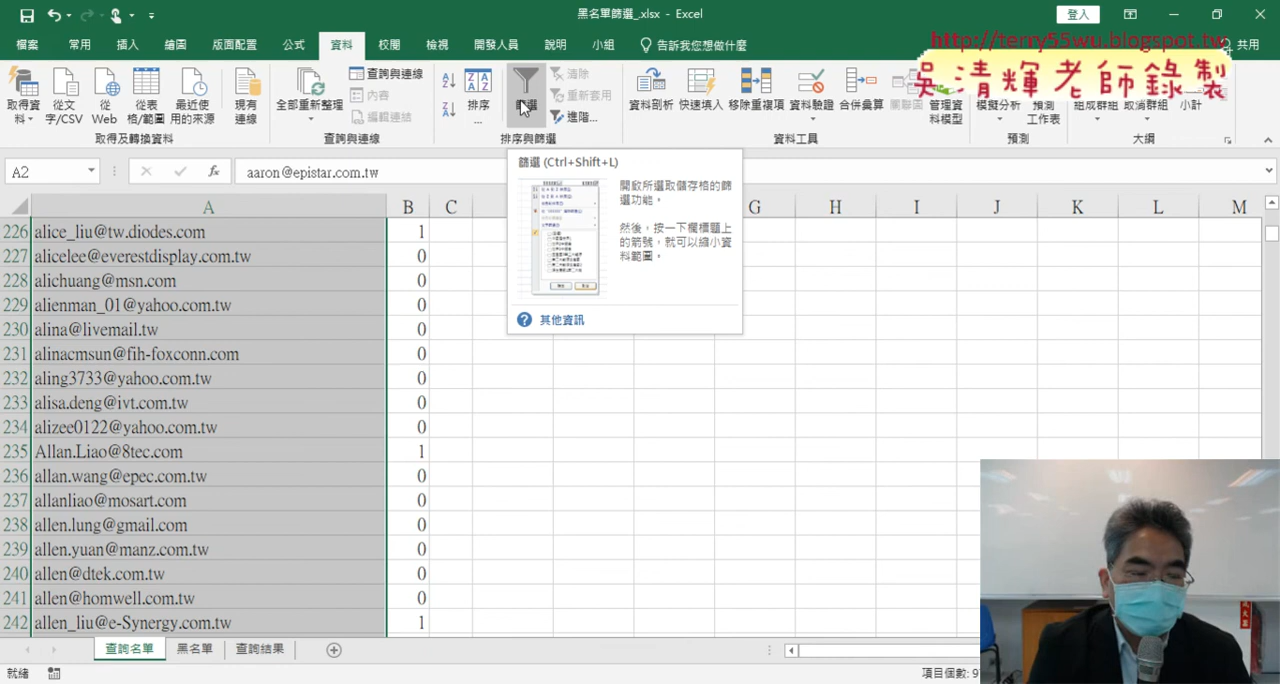 黑名單篩選_.xlsx - Excel
登入
http://terry55wu.blogspot.tw
吳清輝老師錄製
檔案 常用 插入 繪圖 版面配置 公式 資料 校閱 檢視 開發人員 說明 小組 告訴我您想做什麼 共用
取得資料 從文字/CSV 從 Web 從表格/範圍 最近使用的來源 現有連線
全部重新整理 查詢與連線 內容 編輯連結
排序... 篩選 清除 重新套用 進階...
資料剖析 快速填入 移除重複項 資料驗證 合併彙算 管理資料模型
模擬分析 預測工作表 組成群組 取消群組 小計
取得及轉換資料 查詢與連線 排序與篩選 資料工具 預測 大綱
A2 fx aaron@epistar.com.tw
篩選 (Ctrl+Shift+L)
開啟所選取儲存格的篩
選功能。
然後，按一下欄標題上
的箭號，就可以縮小資
料範圍。
其他資訊
A B C G H I J K L M
226 alice_liu@tw.diodes.com 1
227 alicelee@everestdisplay.com.tw 0
228 alichuang@msn.com 0
229 alienman_01@yahoo.com.tw 0
230 alina@livemail.tw 0
231 alinacmsun@fih-foxconn.com 0
232 aling3733@yahoo.com.tw 0
233 alisa.deng@ivt.com.tw 0
234 alizee0122@yahoo.com.tw 0
235 Allan.Liao@8tec.com 1
236 allan.wang@epec.com.tw 0
237 allanliao@mosart.com 0
238 allen.lung@gmail.com 0
239 allen.yuan@manz.com.tw 0
240 allen@dtek.com.tw 0
241 allen@homwell.com.tw 0
242 allen_liu@e-Synergy.com.tw 1
查詢名單 黑名單 查詢結果
就緒 項目個數: 9